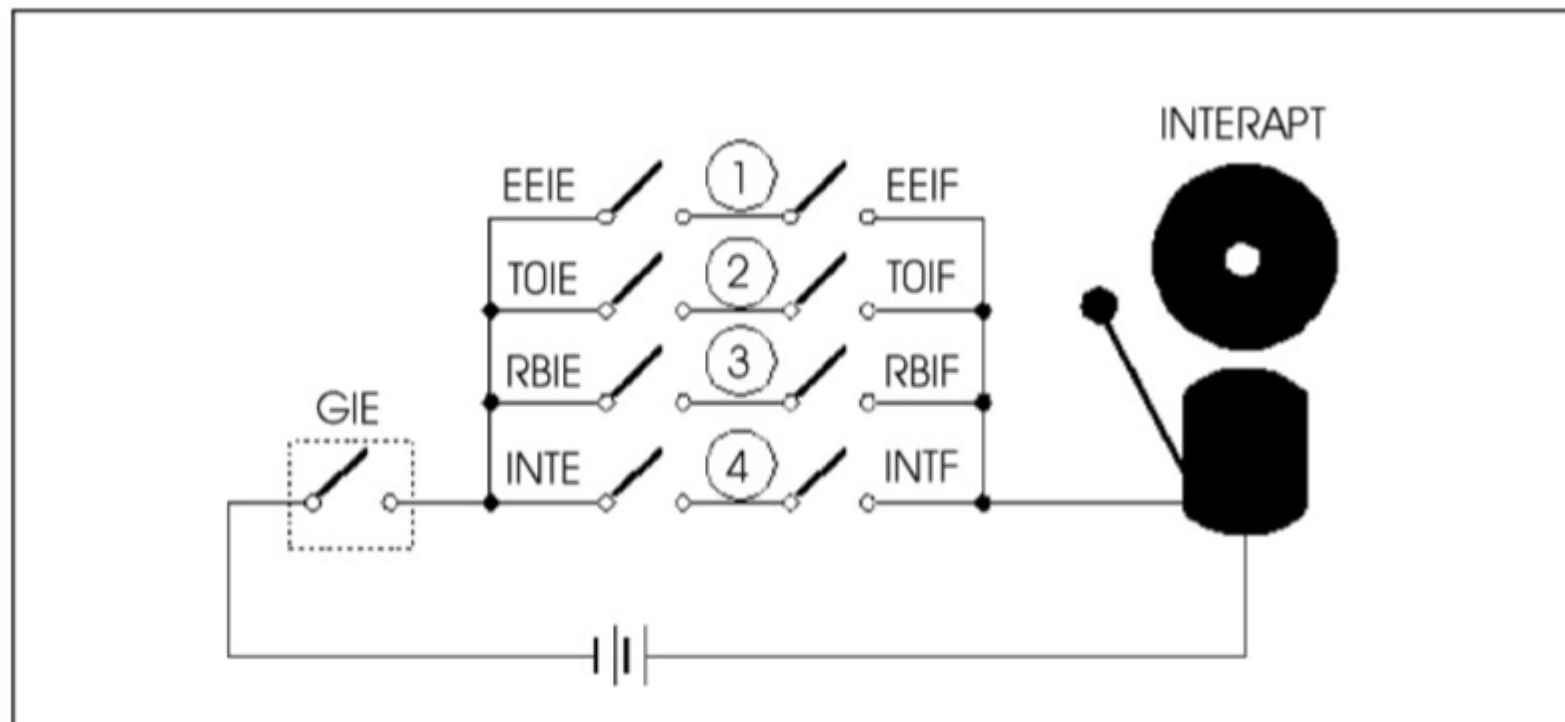 INTERAPT
EEIE 1 EEIF
TOIE 2 TOIF
RBIE 3 RBIF
GIE
INTE 4 INTF